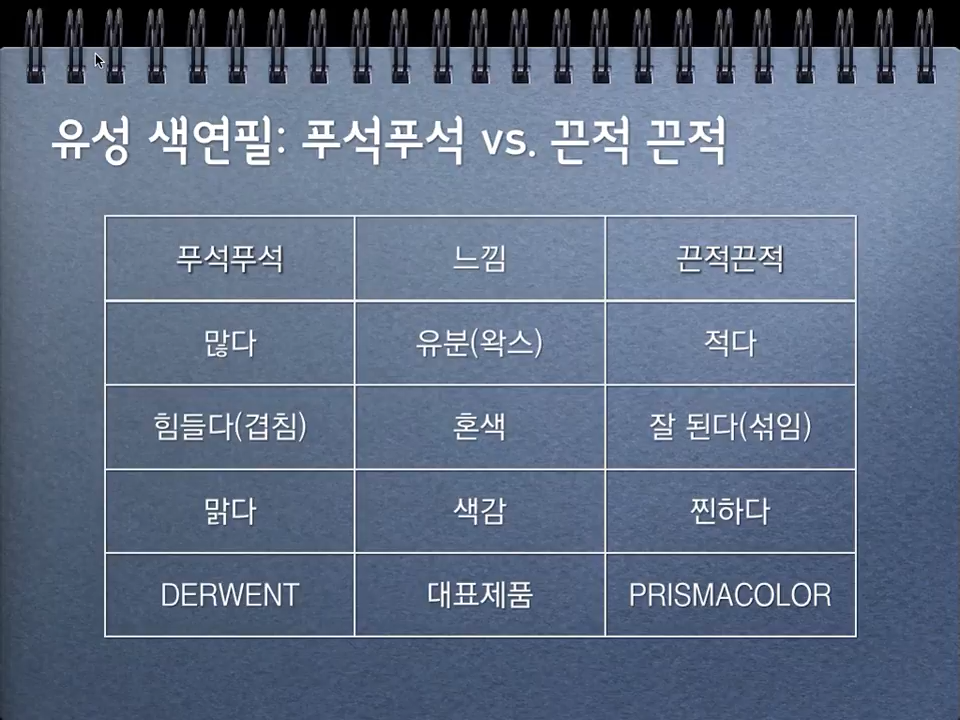 유성 색연필: 푸석푸석 vs. 끈적 끈적
푸석푸석 느낌 끈적끈적
많다 유분(왁스) 적다
힘들다(겹침) 혼색 잘 된다(섞임)
맑다 색감 찐하다
DERWENT 대표제품 PRISMACOLOR